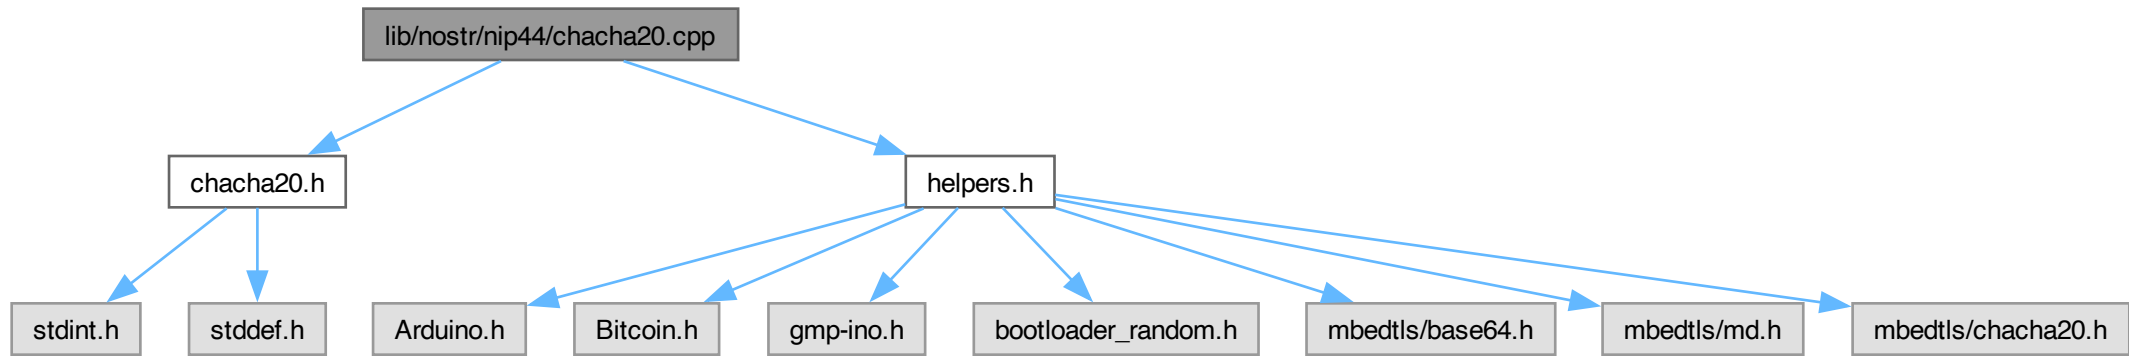 lib/nostr/nip44/chacha20.cpp
chacha20.h
helpers.h
stdint.h
stddef.h
Arduino.h
Bitcoin.h
gmp-ino.h
bootloader_random.h
mbedtls/base64.h
mbedtls/md.h
mbedtls/chacha20.h